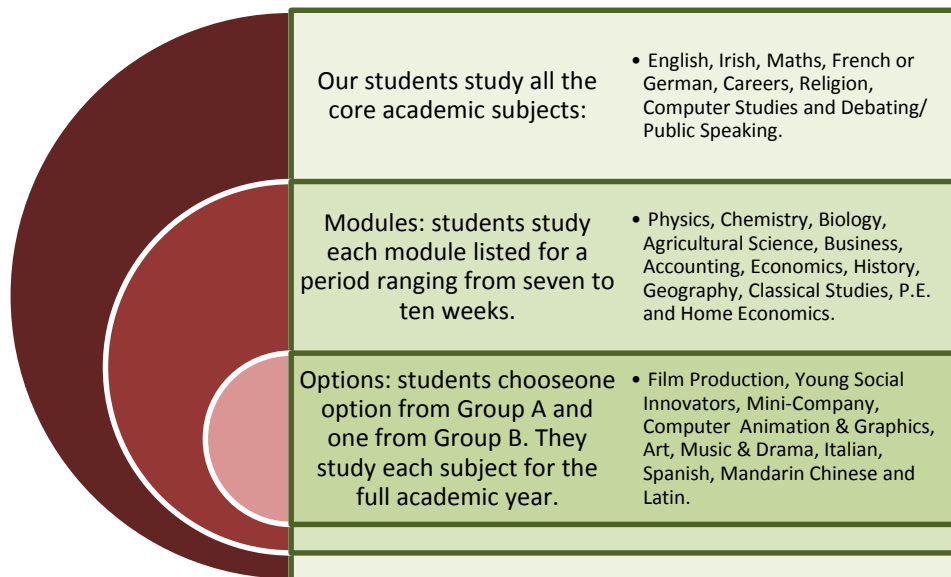 Our students study all the
core academic subjects:
• English, Irish, Maths, French or
German, Careers, Religion,
Computer Studies and Debating/
Public Speaking.
Modules: students study
each module listed for a
period ranging from seven to
ten weeks.
• Physics, Chemistry, Biology,
Agricultural Science, Business,
Accounting, Economics, History,
Geography, Classical Studies, P.E.
and Home Economics.
Options: students chooseone
option from Group A and
one from Group B. They
study each subject for the
full academic year.
• Film Production, Young Social
Innovators, Mini-Company,
Computer  Animation & Graphics,
Art, Music & Drama, Italian,
Spanish, Mandarin Chinese and
Latin.